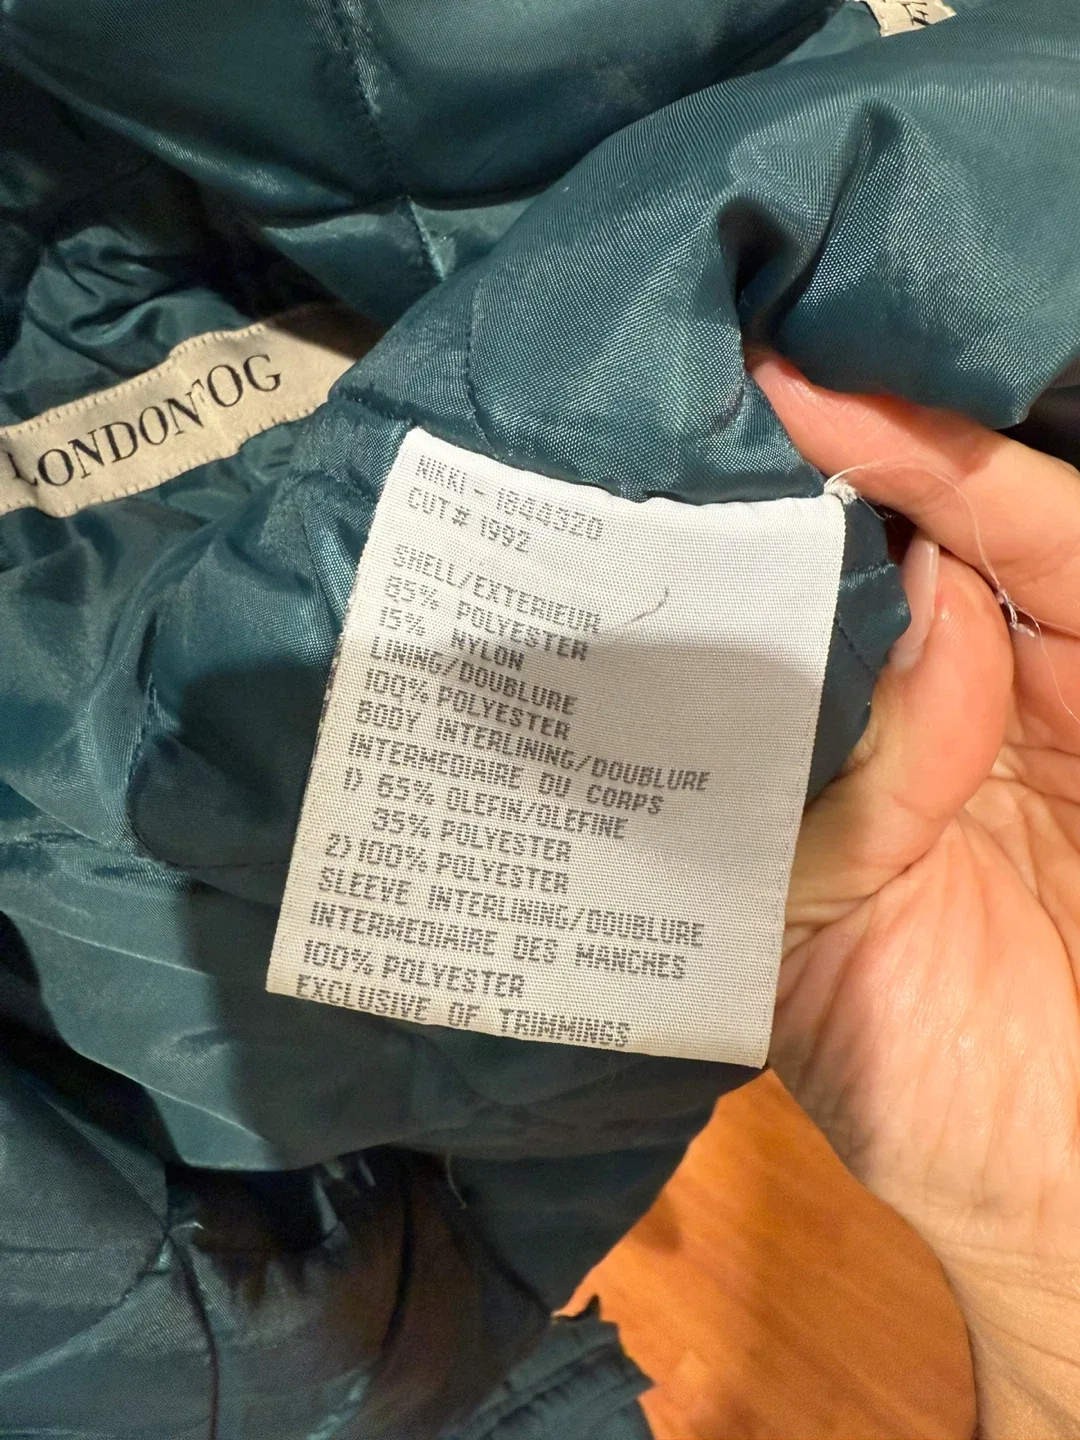 LONDON FOG
NIKKI - 1844320
CUT # 1992
SHELL/EXTERIEUR
85% POLYESTER
15% NYLON
LINING/DOUBLURE
100% POLYESTER
BODY INTERLINING/DOUBLURE
INTERMEDIAIRE DU CORPS
1) 65% OLEFIN/OLEFINE
35% POLYESTER
2) 100% POLYESTER
SLEEVE INTERLINING/DOUBLURE
INTERMEDIAIRE DES MANCHES
100% POLYESTER
EXCLUSIVE OF TRIMMINGS